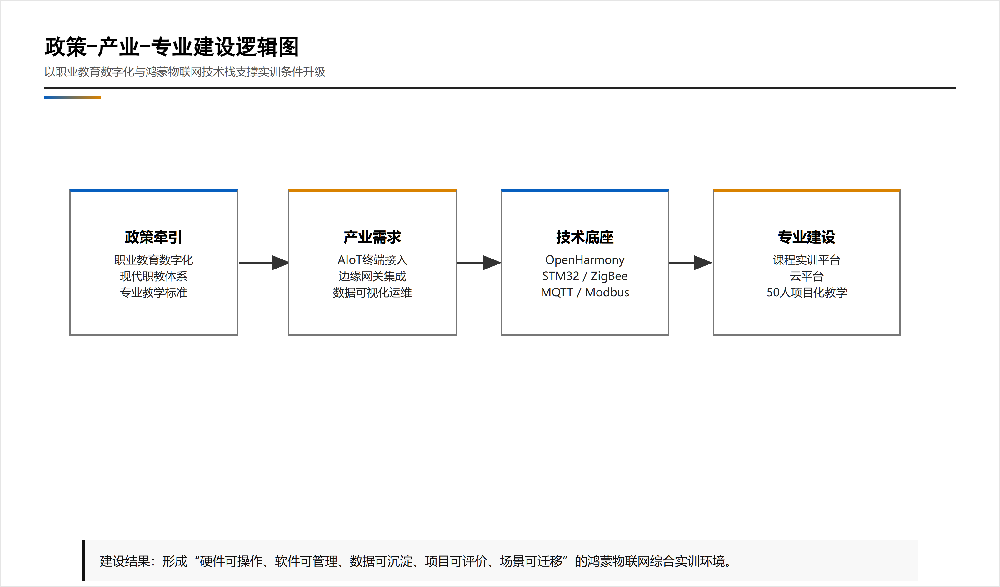 政策–产业–专业建设逻辑图
以职业教育数字化与鸿蒙物联网技术栈支撑实训条件升级
政策牵引
职业教育数字化
现代职教体系
专业教学标准
产业需求
AIoT终端接入
边缘网关集成
数据可视化运维
技术底座
OpenHarmony
STM32 / ZigBee
MQTT / Modbus
专业建设
课程实训平台
云平台
50人项目化教学
建设结果：形成“硬件可操作、软件可管理、数据可沉淀、项目可评价、场景可迁移”的鸿蒙物联网综合实训环境。